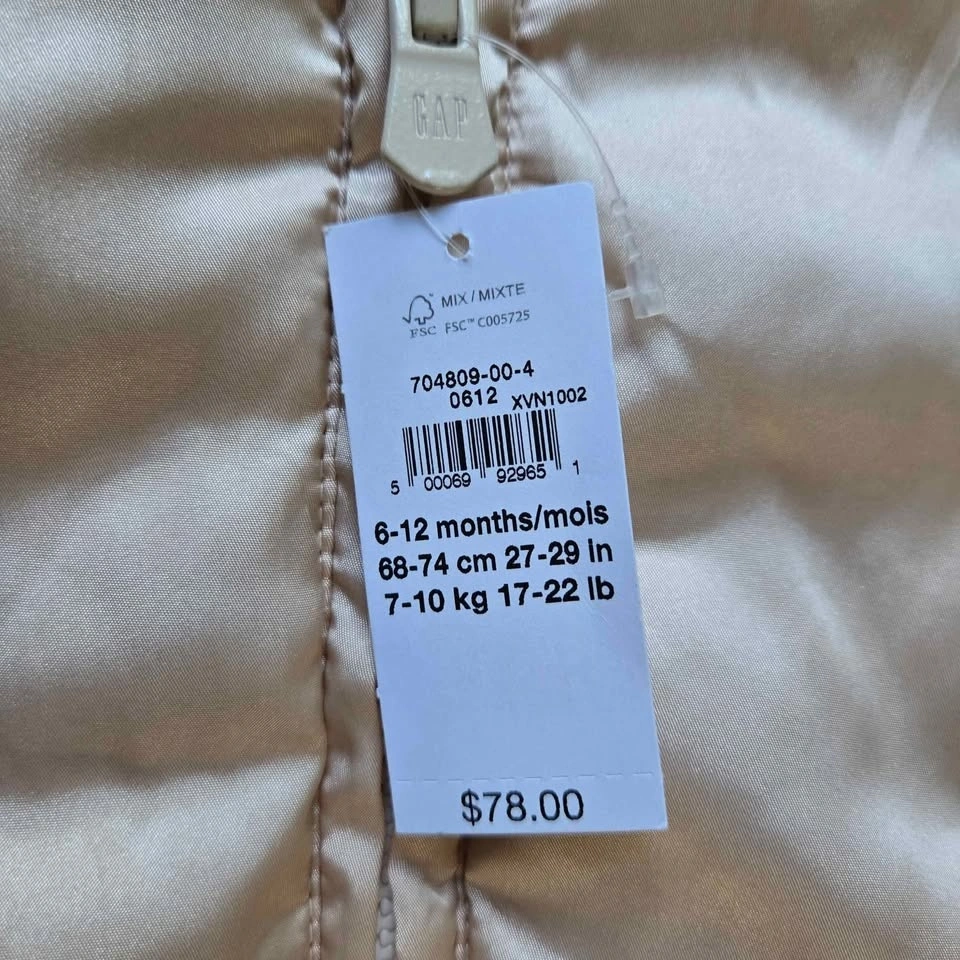 GAP
MIX / MIXTE
FSC FSC™ C005725
704809-00-4
0612 XVN1002
5 00069 92965 1
6-12 months/mois
68-74 cm 27-29 in
7-10 kg 17-22 lb
$78.00